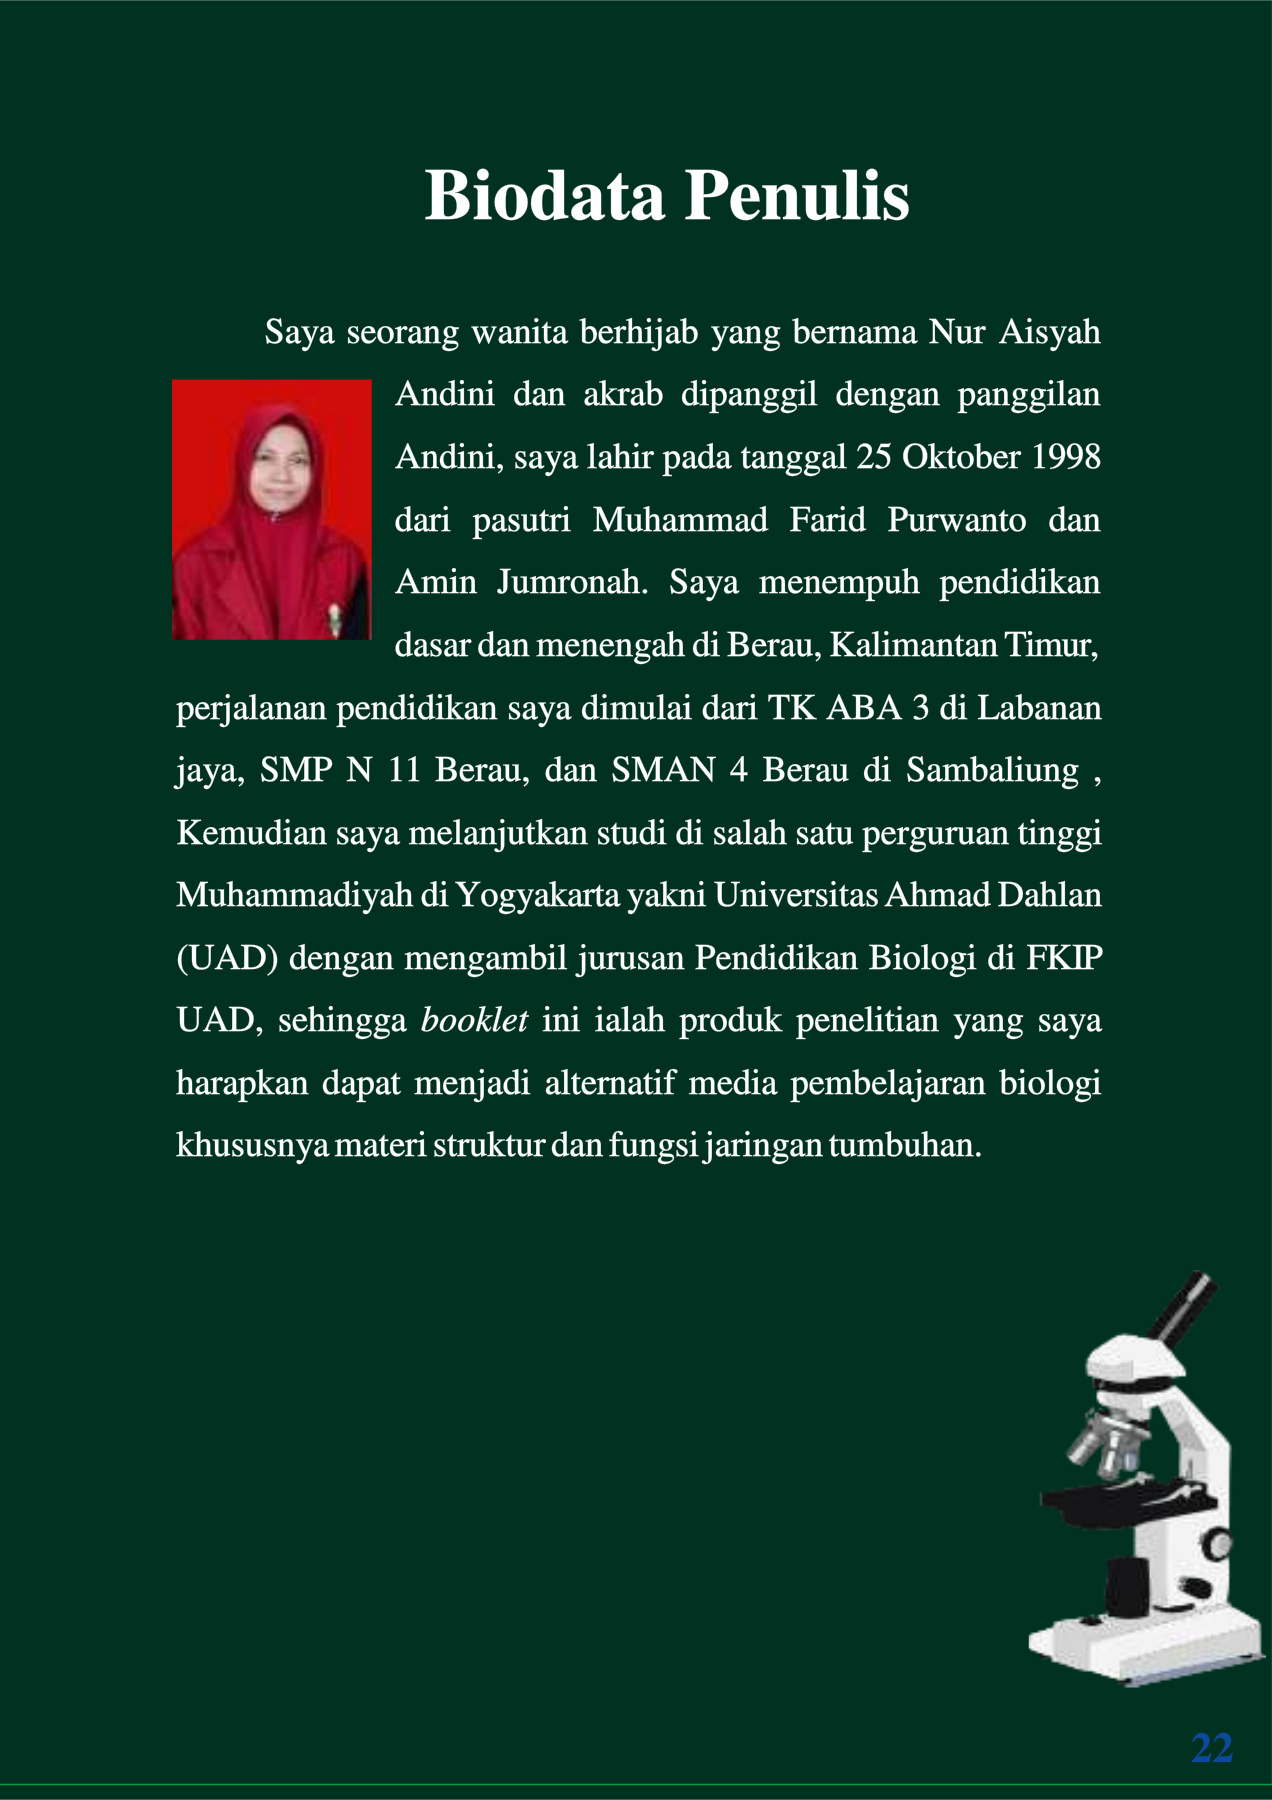 Biodata Penulis
Saya seorang wanita berhijab yang bernama Nur Aisyah
Andini dan akrab dipanggil dengan panggilan
Andini, saya lahir pada tanggal 25 Oktober 1998
dari pasutri Muhammad Farid Purwanto dan
Amin Jumronah. Saya menempuh pendidikan
dasar dan menengah di Berau, Kalimantan Timur,
perjalanan pendidikan saya dimulai dari TK ABA 3 di Labanan
jaya, SMP N 11 Berau, dan SMAN 4 Berau di Sambaliung ,
Kemudian saya melanjutkan studi di salah satu perguruan tinggi
Muhammadiyah di Yogyakarta yakni Universitas Ahmad Dahlan
(UAD) dengan mengambil jurusan Pendidikan Biologi di FKIP
UAD, sehingga booklet ini ialah produk penelitian yang saya
harapkan dapat menjadi alternatif media pembelajaran biologi
khususnya materi struktur dan fungsi jaringan tumbuhan.
22